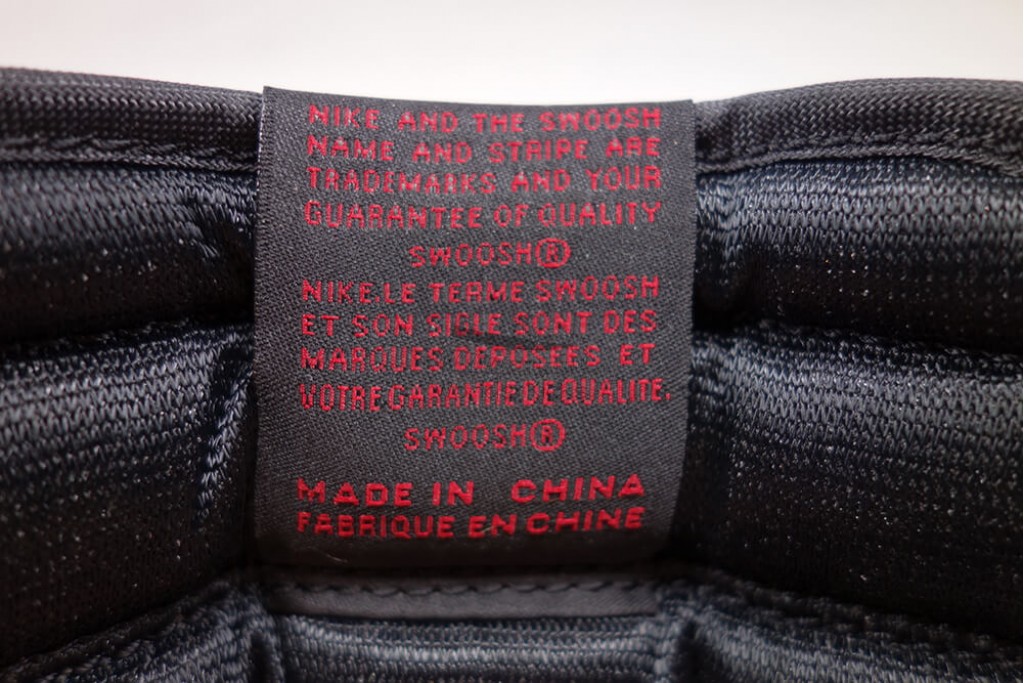 NIKE AND THE SWOOSH
NAME AND STRIPE ARE
TRADEMARKS AND YOUR
GUARANTEE OF QUALITY
SWOOSH®
NIKE.LE TERME SWOOSH
ET SON SIGLE SONT DES
MARQUES DEPOSEES ET
VOTRE GARANTIE DE QUALITE.
SWOOSH®
MADE IN CHINA
FABRIQUE EN CHINE